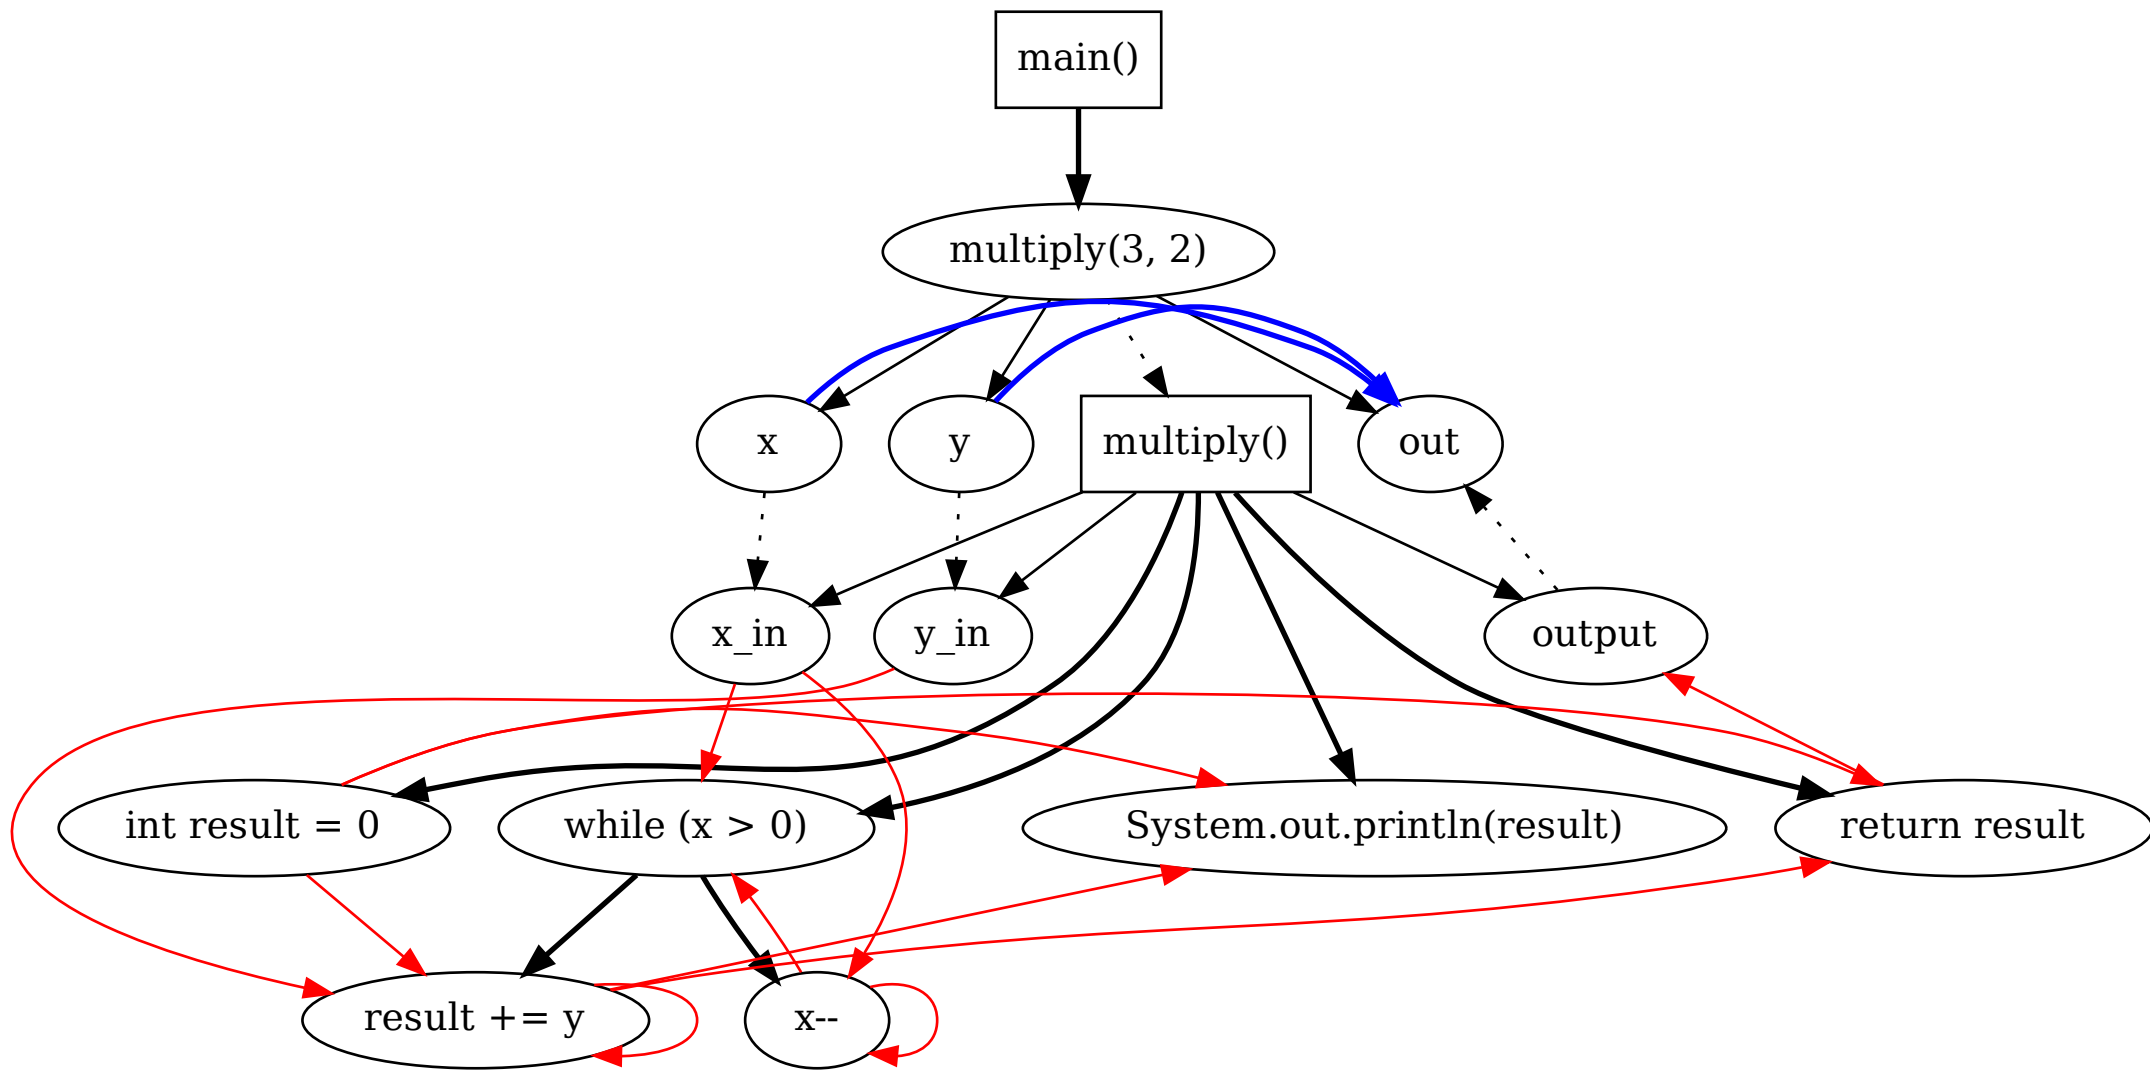 main()
multiply(3, 2)
x
y
multiply()
out
x_in
y_in
output
int result = 0
while (x > 0)
System.out.println(result)
return result
result += y
x--